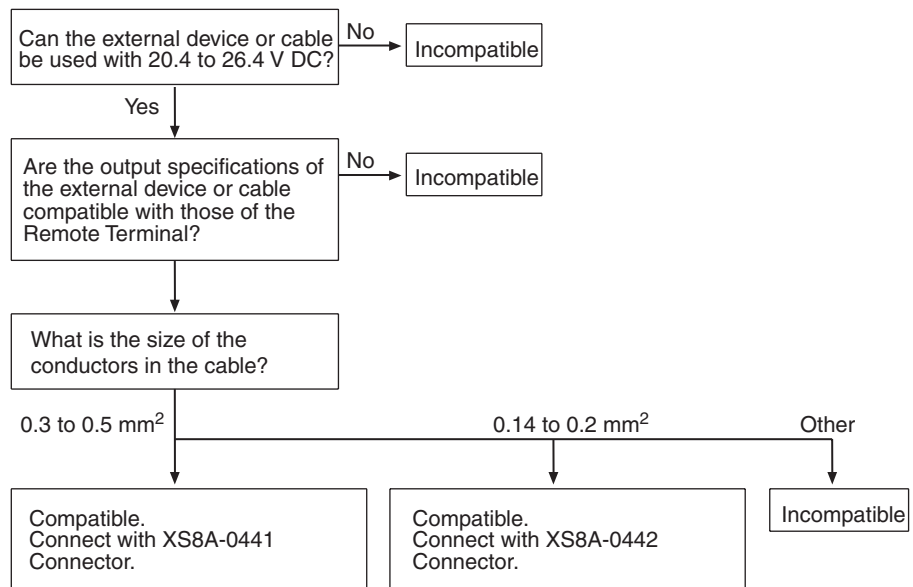 Can the external device or cable
be used with 20.4 to 26.4 V DC?
No
Incompatible
Yes
Are the output specifications of
the external device or cable
compatible with those of the
Remote Terminal?
No
Incompatible
What is the size of the
conductors in the cable?
0.3 to 0.5 mm²
0.14 to 0.2 mm²
Other
Compatible.
Connect with XS8A-0441
Connector.
Compatible.
Connect with XS8A-0442
Connector.
Incompatible